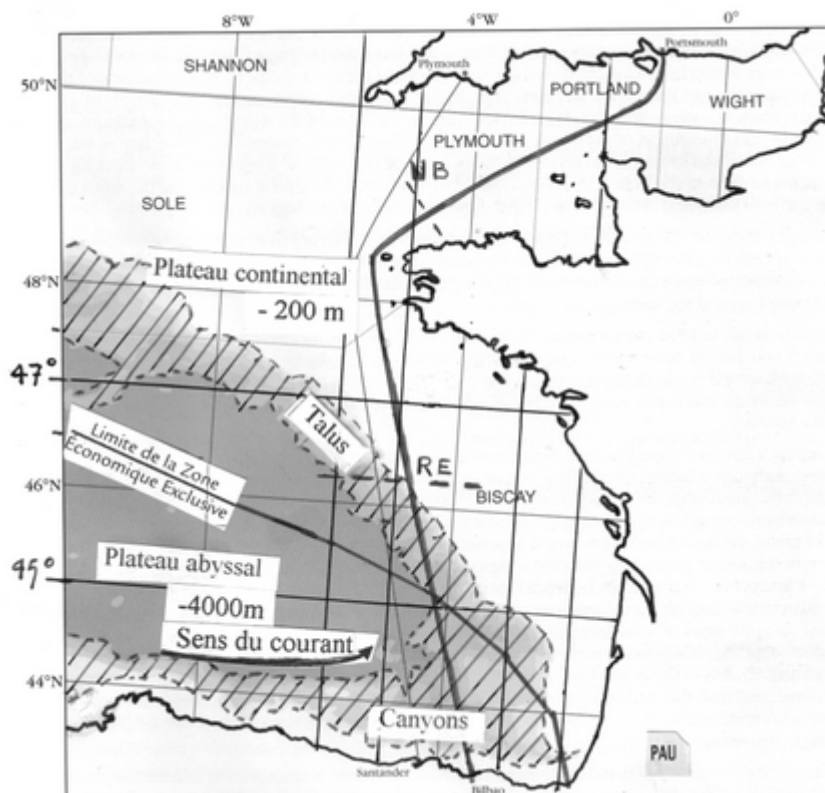 8°W
4°W
0°
Portsmouth
Plymouth
SHANNON
50°N
PORTLAND
WIGHT
PLYMOUTH
WB
SOLE
Plateau continental
- 200 m
48°N
47°
Talus
Limite de la Zone
Économique Exclusive
RE
46°N
BISCAY
Plateau abyssal
45°
-4000m
Sens du courant
44°N
Canyons
PAU
Santander
Bilbao